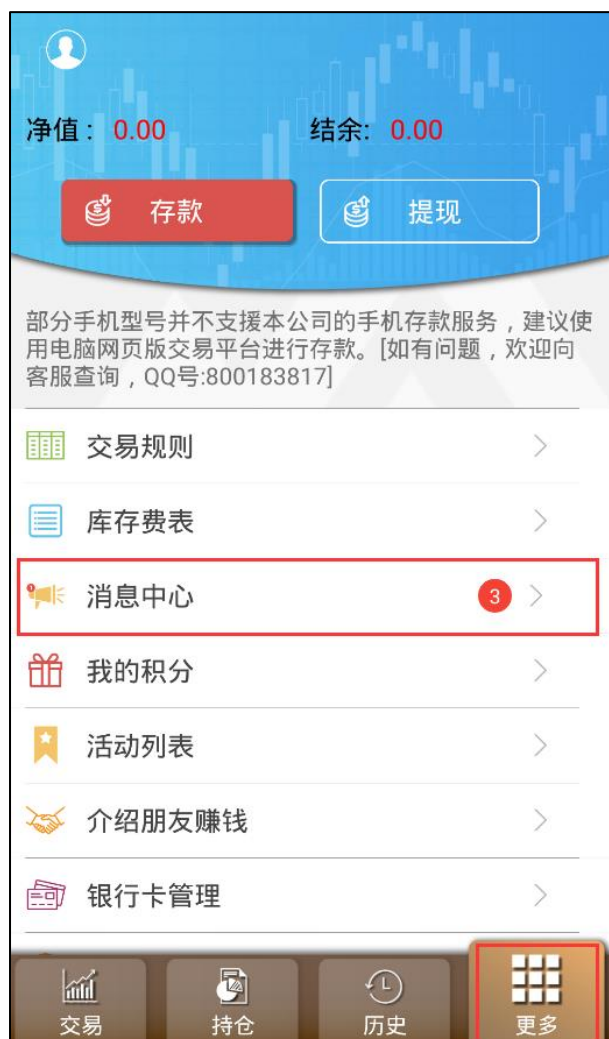 净值： 0.00 结余: 0.00
存款 提现
部分手机型号并不支援本公司的手机存款服务，建议使
用电脑网页版交易平台进行存款。[如有问题，欢迎向
客服查询，QQ号:800183817]
交易规则
库存费表
消息中心 3
我的积分
活动列表
介绍朋友赚钱
银行卡管理
交易 持仓 历史 更多